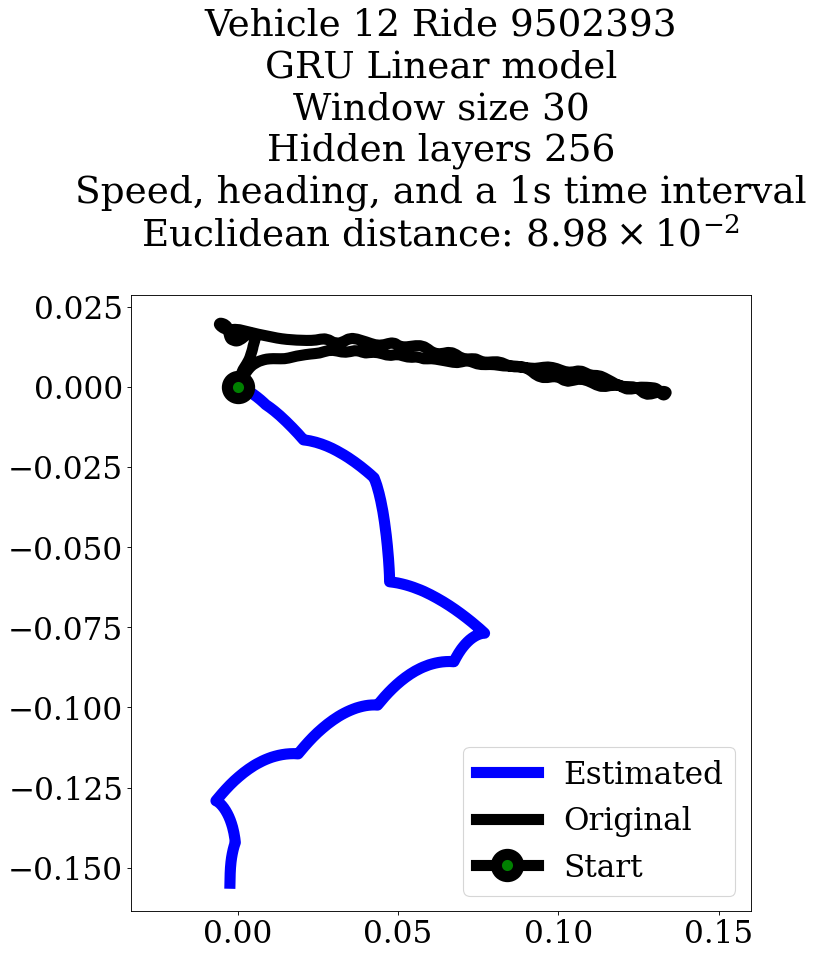 Vehicle 12 Ride 9502393
GRU Linear model
Window size 30
Hidden layers 256
Speed, heading, and a 1s time interval
Euclidean distance: 8.98 × 10⁻²
0.025
0.000
−0.025
−0.050
−0.075
−0.100
−0.125
−0.150
Estimated
Original
Start
0.00 0.05 0.10 0.15